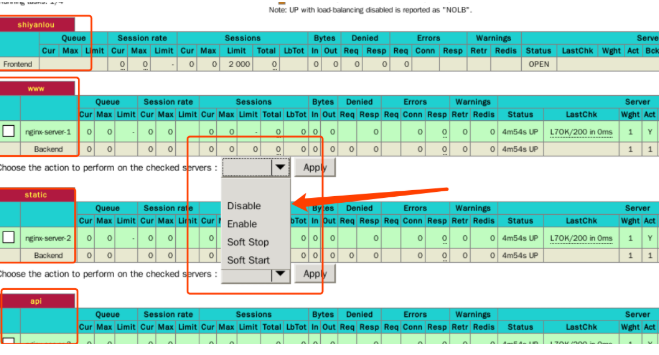 Note: UP with load-balancing disabled is reported as "NOLB".
shiyanlou
Queue Session rate Sessions Bytes Denied Errors Warnings Serve
Cur Max Limit Cur Max Limit Cur Max Limit Total LbTot In Out Req Resp Req Conn Resp Retr Redis Status LastChk Wght Act Bck
Frontend 0 0 - 0 0 2 000 0 0 0 0 0 0 OPEN
www
Queue Session rate Sessions Bytes Denied Errors Warnings Server
Cur Max Limit Cur Max Limit Cur Max Limit Total LbTot In Out Req Resp Req Conn Resp Retr Redis Status LastChk Wght Act
nginx-server-1 0 0 - 0 0 0 0 - 0 0 0 0 0 0 0 0 0 4m54s UP L7OK/200 in 0ms 1 Y
Backend 0 0 0 0 0 0 0 0 0 0 0 0 0 0 0 0 4m54s UP 1 1
Choose the action to perform on the checked servers : Apply
static
Queue Session rate Bytes Denied Errors Warnings Server
Cur Max Limit Cur Max Limit Cur LbTot In Out Req Resp Req Conn Resp Retr Redis Status LastChk Wght Act
nginx-server-2 0 0 - 0 0 0 0 0 0 0 0 0 0 0 4m54s UP L7OK/200 in 0ms 1 Y
Backend 0 0 0 0 0 0 0 0 0 0 0 0 0 4m54s UP 1 1
Disable
Enable
Soft Stop
Soft Start
Choose the action to perform on the checked servers : Apply
api
Queue Session rate Sessions Bytes Denied Errors Warnings Server
Cur Max Limit Cur Max Limit Cur Max Limit Total LbTot In Out Req Resp Req Conn Resp Retr Redis Status LastChk Wght Act